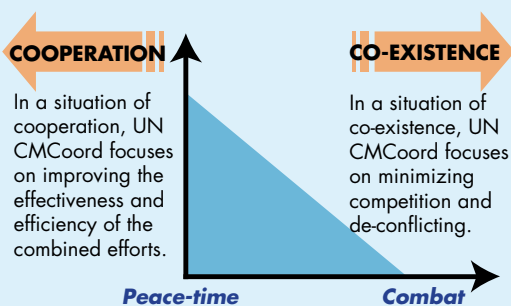 COOPERATION
In a situation of
cooperation, UN
CMCoord focuses
on improving the
effectiveness and
efficiency of the
combined efforts.
CO-EXISTENCE
In a situation of
co-existence, UN
CMCoord focuses
on minimizing
competition and
de-conflicting.
Peace-time
Combat